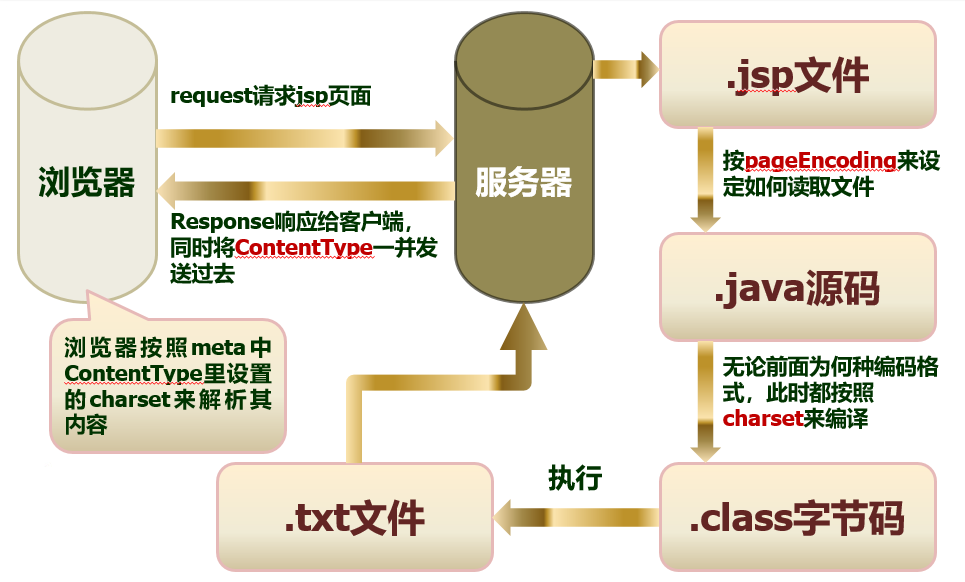 浏览器
request请求jsp页面
Response响应给客户端，
同时将ContentType一并发
送过去
服务器
.jsp文件
按pageEncoding来设
定如何读取文件
.java源码
无论前面为何种编码格
式，此时都按照
charset来编译
.class字节码
执行
.txt文件
浏览器按照meta中
ContentType里设置
的charset来解析其
内容